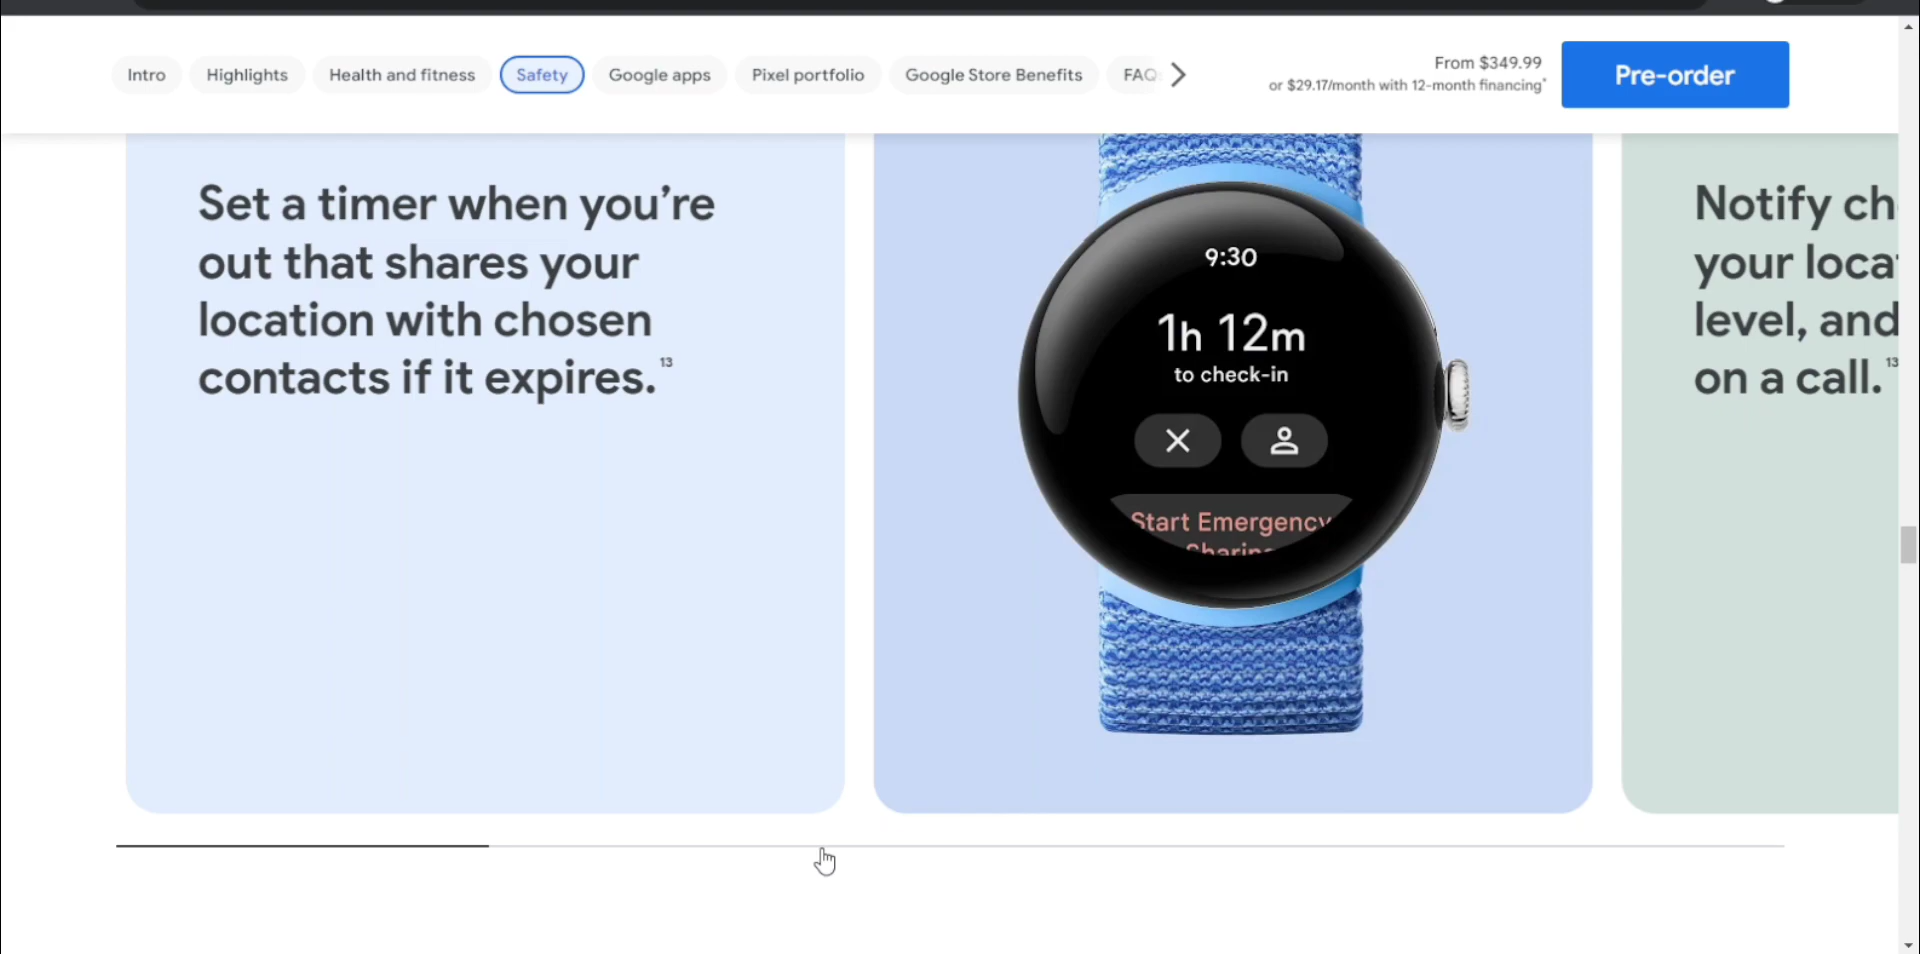 Intro
Highlights
Health and fitness
Safety
Google apps
Pixel portfolio
Google Store Benefits
FAQ
From $349.99
or $29.17/month with 12-month financing*
Pre-order
Set a timer when you’re
out that shares your
location with chosen
contacts if it expires.¹³
9:30
1h 12m
to check-in
Start Emergency
Sharing
Notify ch
your loca
level, and
on a call.¹³